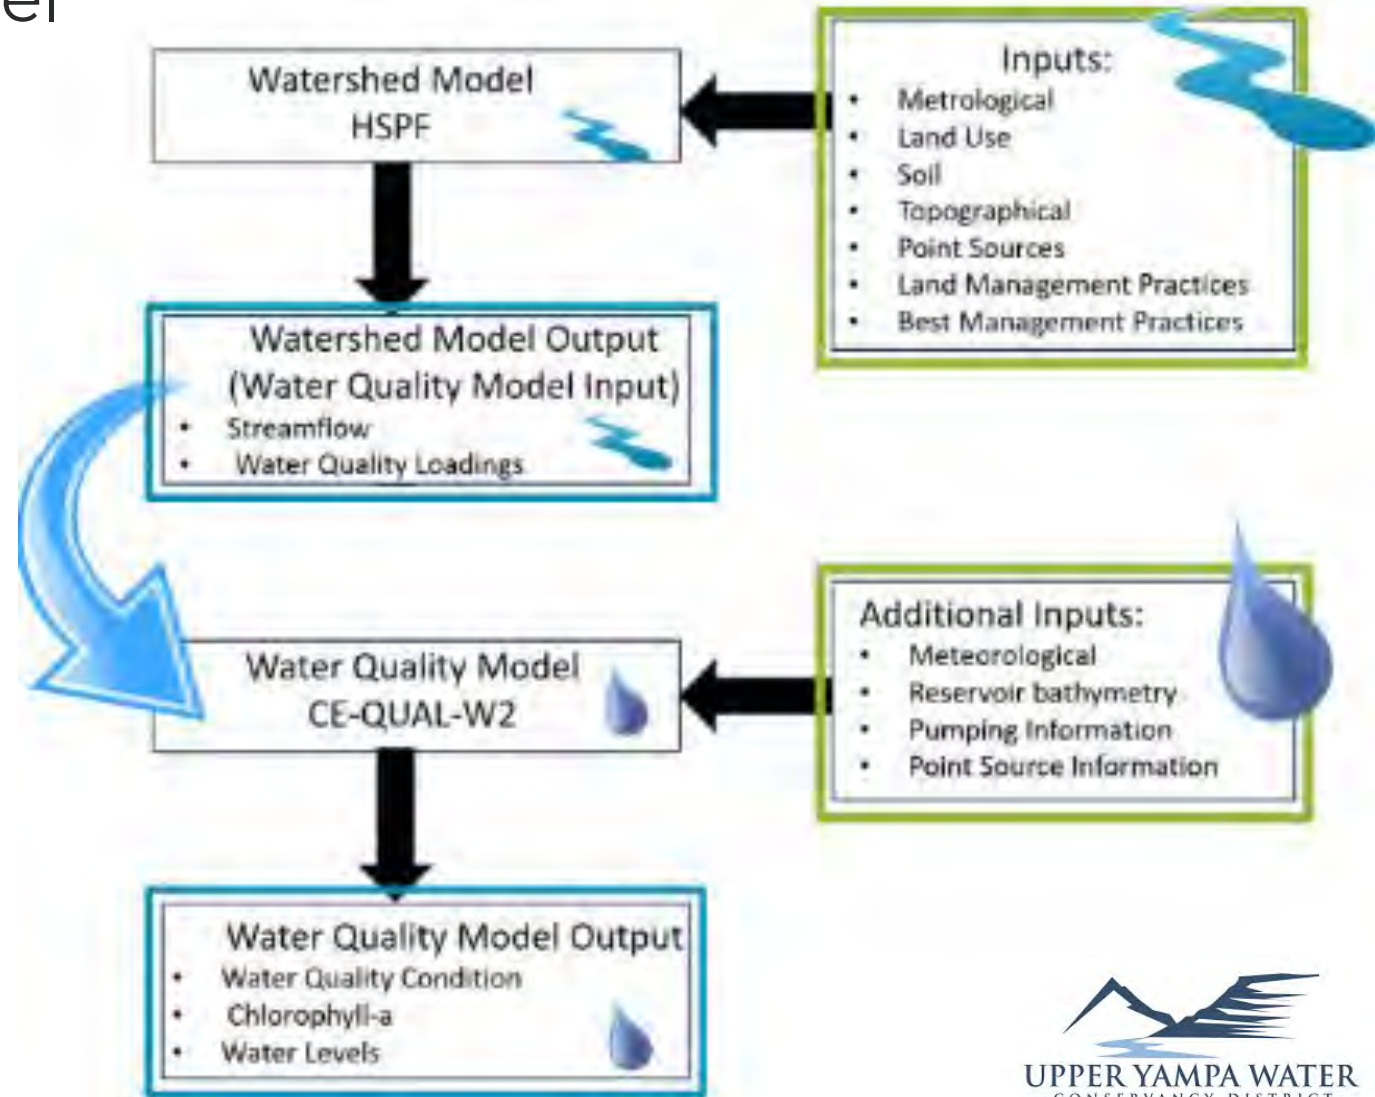 er
Watershed Model
HSPF
Inputs:
• Metrological
• Land Use
• Soil
• Topographical
• Point Sources
• Land Management Practices
• Best Management Practices
Watershed Model Output
(Water Quality Model Input)
• Streamflow
• Water Quality Loadings
Water Quality Model
CE-QUAL-W2
Additional Inputs:
• Meteorological
• Reservoir bathymetry
• Pumping Information
• Point Source Information
Water Quality Model Output
• Water Quality Condition
• Chlorophyll-a
• Water Levels
UPPER YAMPA WATER
CONSERVANCY DISTRICT